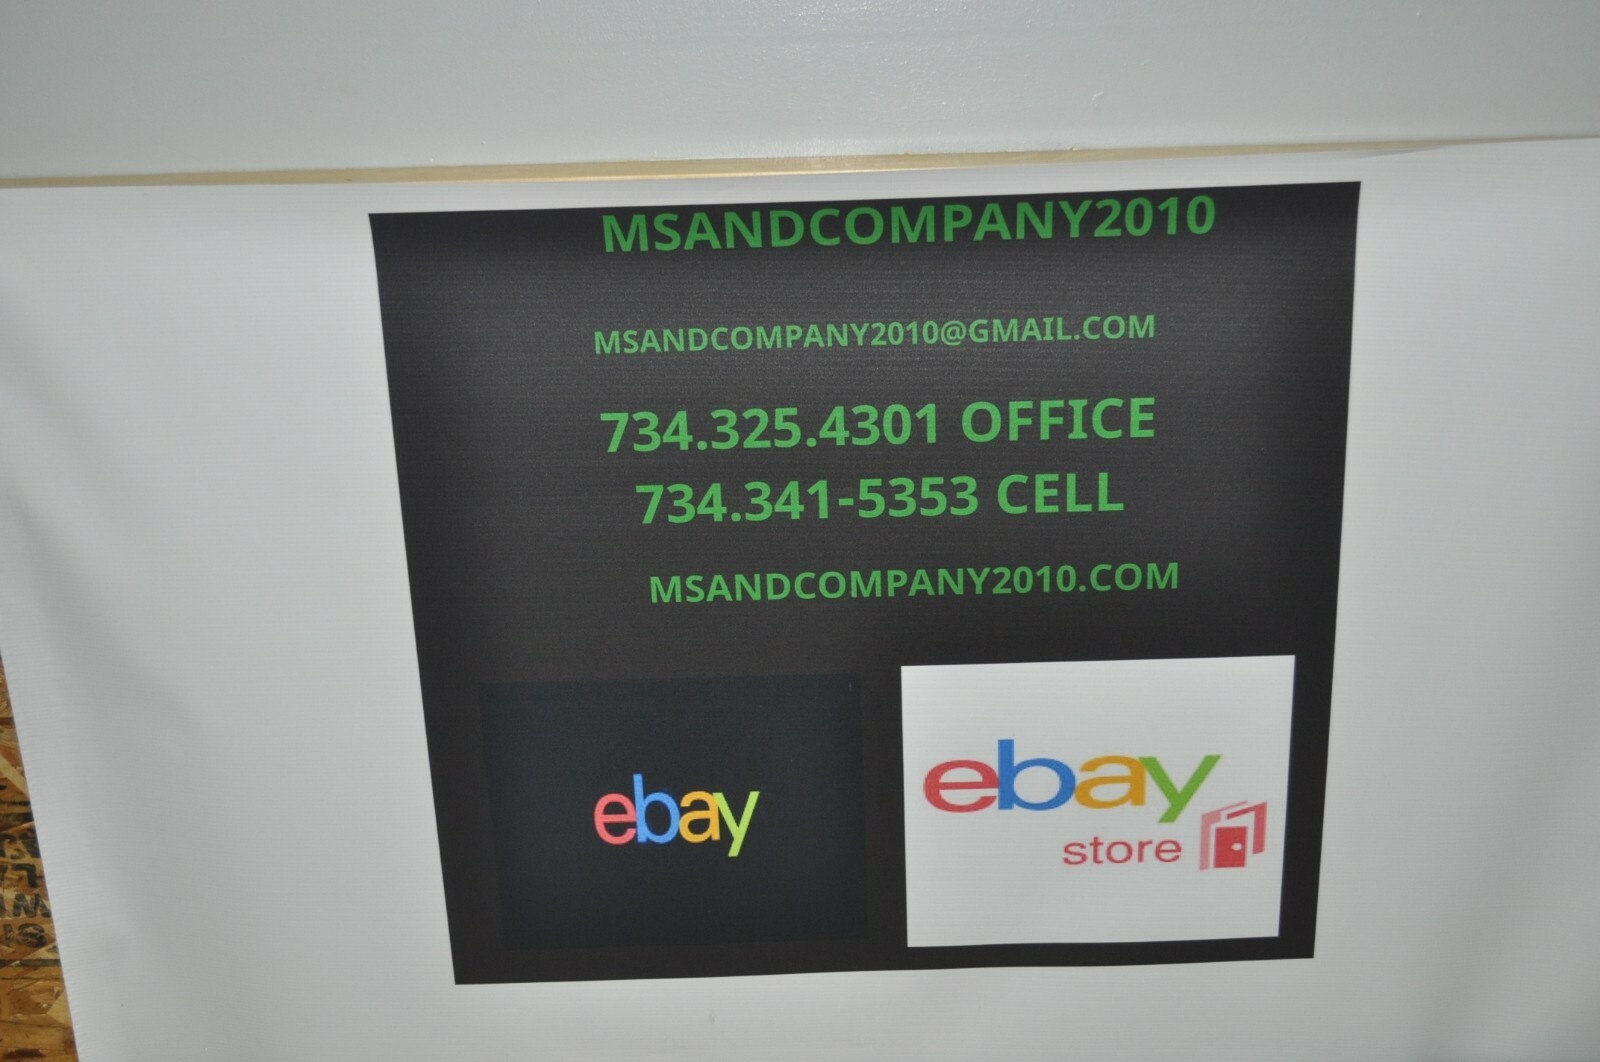 MSANDCOMPANY2010
MSANDCOMPANY2010@GMAIL.COM
734.325.4301 OFFICE
734.341-5353 CELL
MSANDCOMPANY2010.COM
ebay
ebay
store